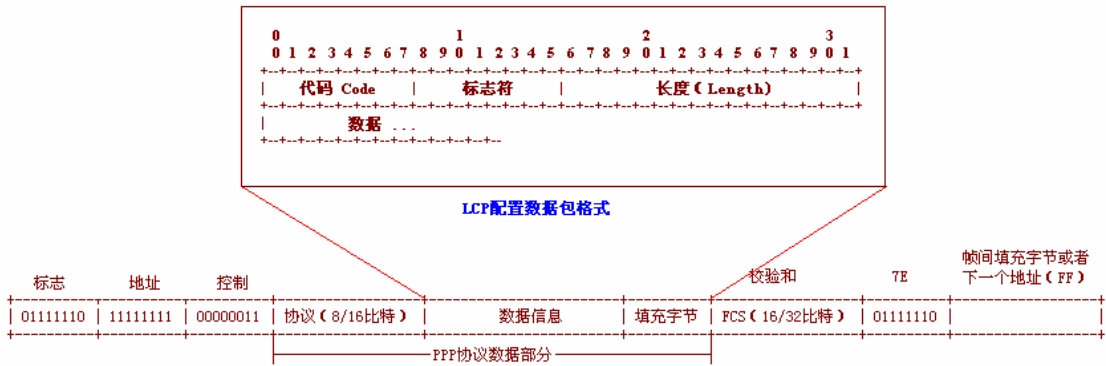 0 1 2 3
0 1 2 3 4 5 6 7 8 9 0 1 2 3 4 5 6 7 8 9 0 1 2 3 4 5 6 7 8 9 0 1
代码 Code 标志符 长度(Length)
数据 ...
LCP配置数据包格式
标志 地址 控制 校验和 7E 帧间填充字节或者
下一个地址(FF)
01111110 11111111 00000011 协议(8/16比特) 数据信息 填充字节 FCS(16/32比特) 01111110
PPP协议数据部分